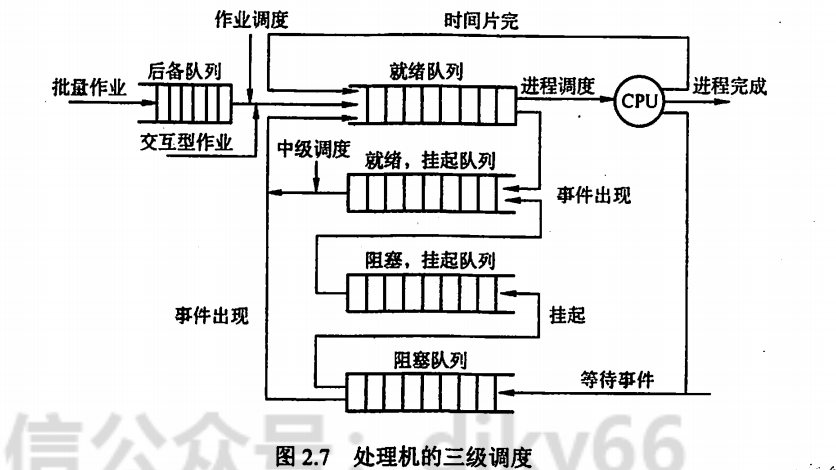 作业调度
时间片完
批量作业
后备队列
就绪队列
进程调度
CPU
进程完成
交互型作业
中级调度
就绪，挂起队列
事件出现
阻塞，挂起队列
事件出现
挂起
阻塞队列
等待事件
信公众号：djky66
图 2.7 处理机的三级调度